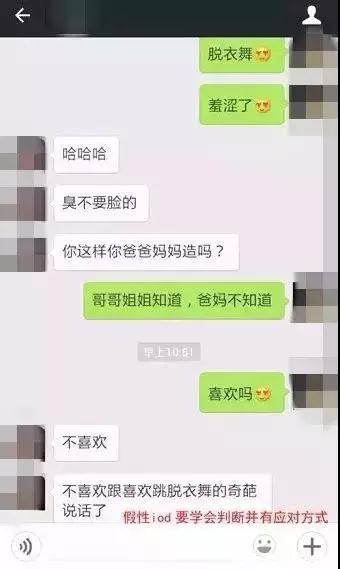 脱衣舞
羞涩了
哈哈哈
臭不要脸的
你这样你爸爸妈妈造吗？
哥哥姐姐知道，爸妈不知道
早上10:51
喜欢吗
不喜欢
不喜欢跟喜欢跳脱衣舞的奇葩
说话了
假性iod 要学会判断并有应对方式